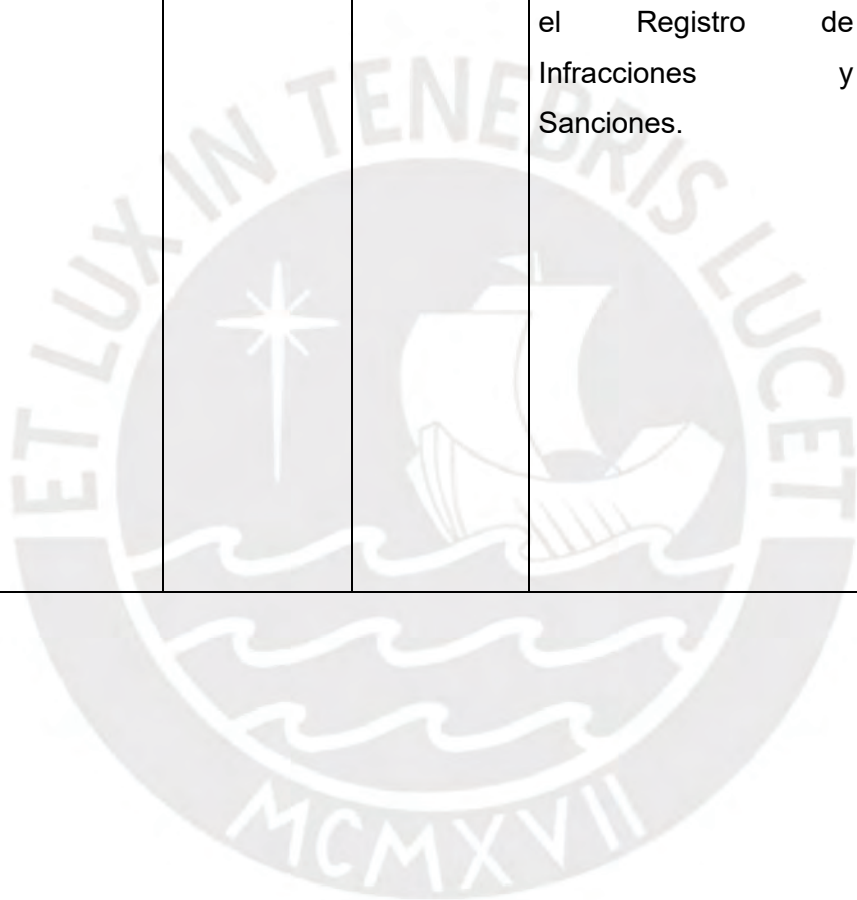 el Registro de
Infracciones y
Sanciones.
ET LUX IN TENEBRIS LUCET
MCMXVII